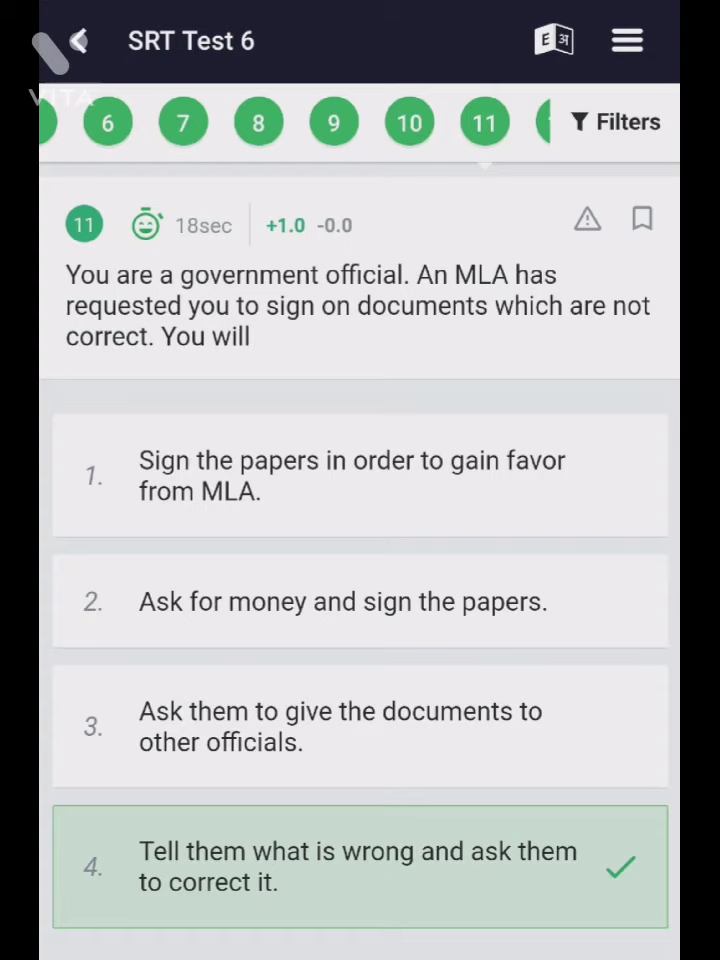 SRT Test 6
E अ
VITA
6 7 8 9 10 11 Filters
11 18sec +1.0 -0.0
You are a government official. An MLA has
requested you to sign on documents which are not
correct. You will
1. Sign the papers in order to gain favor
from MLA.
2. Ask for money and sign the papers.
3. Ask them to give the documents to
other officials.
4. Tell them what is wrong and ask them
to correct it.